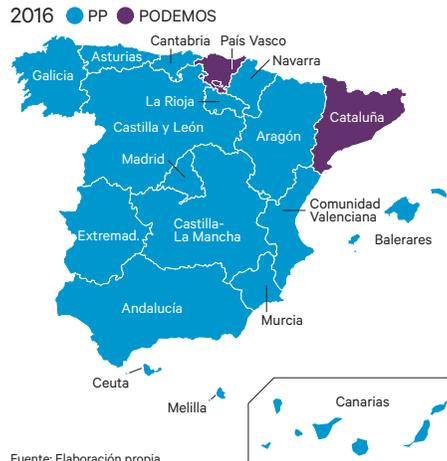 2016 PP PODEMOS
Cantabria País Vasco
Asturias
Navarra
Galicia
La Rioja
Cataluña
Castilla y León
Aragón
Madrid
Comunidad
Valenciana
Castilla-
La Mancha
Extremad.
Balerares
Andalucía
Murcia
Ceuta
Melilla
Canarias
Fuente: Elaboración propia